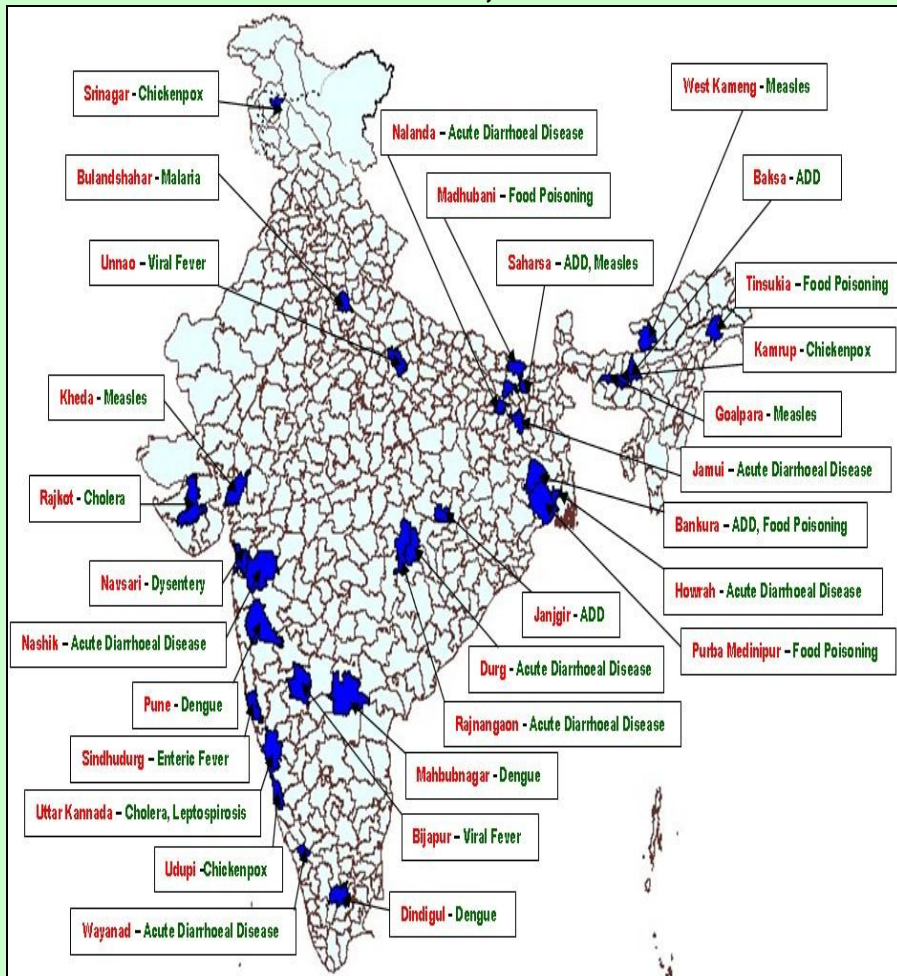 Srinagar - Chickenpox
West Kameng - Measles
Nalanda – Acute Diarrhoeal Disease
Bulandshahar - Malaria
Madhubani – Food Poisoning
Baksa - ADD
Unnao – Viral Fever
Saharsa – ADD, Measles
Tinsukia – Food Poisoning
Kamrup - Chickenpox
Kheda – Measles
Goalpara - Measles
Jamui - Acute Diarrhoeal Disease
Rajkot - Cholera
Bankura – ADD, Food Poisoning
Navsari - Dysentery
Howrah - Acute Diarrhoeal Disease
Janjgir – ADD
Nashik – Acute Diarrhoeal Disease
Purba Medinipur – Food Poisoning
Durg - Acute Diarrhoeal Disease
Pune - Dengue
Rajnangaon - Acute Diarrhoeal Disease
Sindhudurg – Enteric Fever
Mahbubnagar - Dengue
Uttar Kannada – Cholera, Leptospirosis
Bijapur – Viral Fever
Udupi -Chickenpox
Dindigul - Dengue
Wayanad – Acute Diarrhoeal Disease